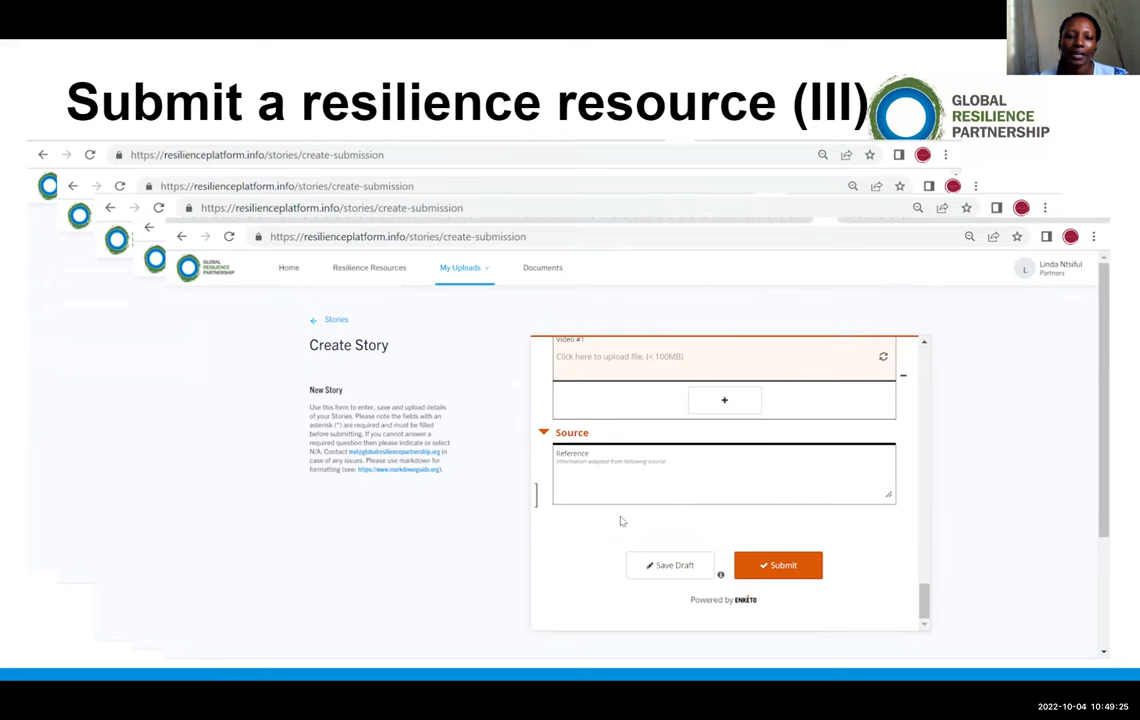 Submit a resilience resource (III)
GLOBAL
RESILIENCE
PARTNERSHIP
https://resilienceplatform.info/stories/create-submission
https://resilienceplatform.info/stories/create-submission
https://resilienceplatform.info/stories/create-submission
https://resilienceplatform.info/stories/create-submission
GLOBAL
RESILIENCE
PARTNERSHIP
Home
Resilience Resources
My Uploads
Documents
L
Linda Ntsiful
Partners
Stories
Create Story
New Story
Use this form to enter, save and upload details
of your Stories. Please note the fields with an
asterisk (*) are required and must be filled
before submitting. If you cannot answer a
required question then please indicate or select
N/A. Contact mel@globalresiliencepartnership.org in
case of any issues. Please use markdown for
formatting (see: https://www.markdownguide.org).
Video #1
Click here to upload file. (< 100MB)
Source
Reference
Information adapted from following source
Save Draft
Submit
Powered by ENKETO
2022-10-04 10:49:25